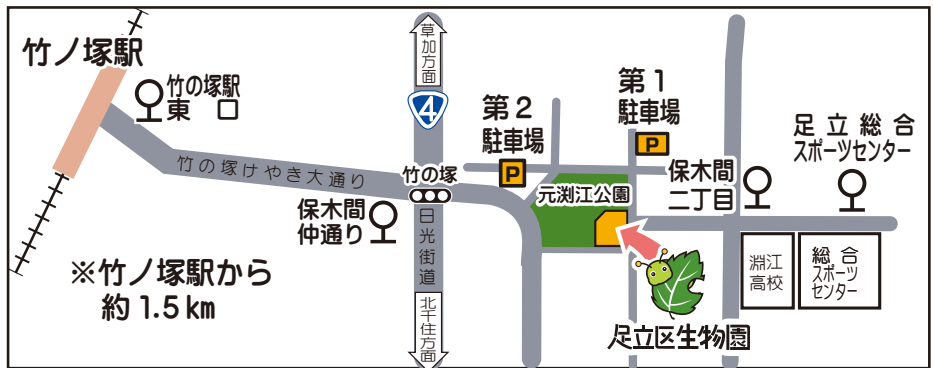 竹ノ塚駅
竹の塚駅
東口
草加方面
4
竹の塚けやき大通り
竹の塚
保木間
仲通り
日光街道
北千住方面
※竹ノ塚駅から
約1.5km
第2
駐車場
P
第1
駐車場
P
元渕江公園
保木間
二丁目
足立総合
スポーツセンター
淵江
高校
総合
スポーツ
センター
足立区生物園